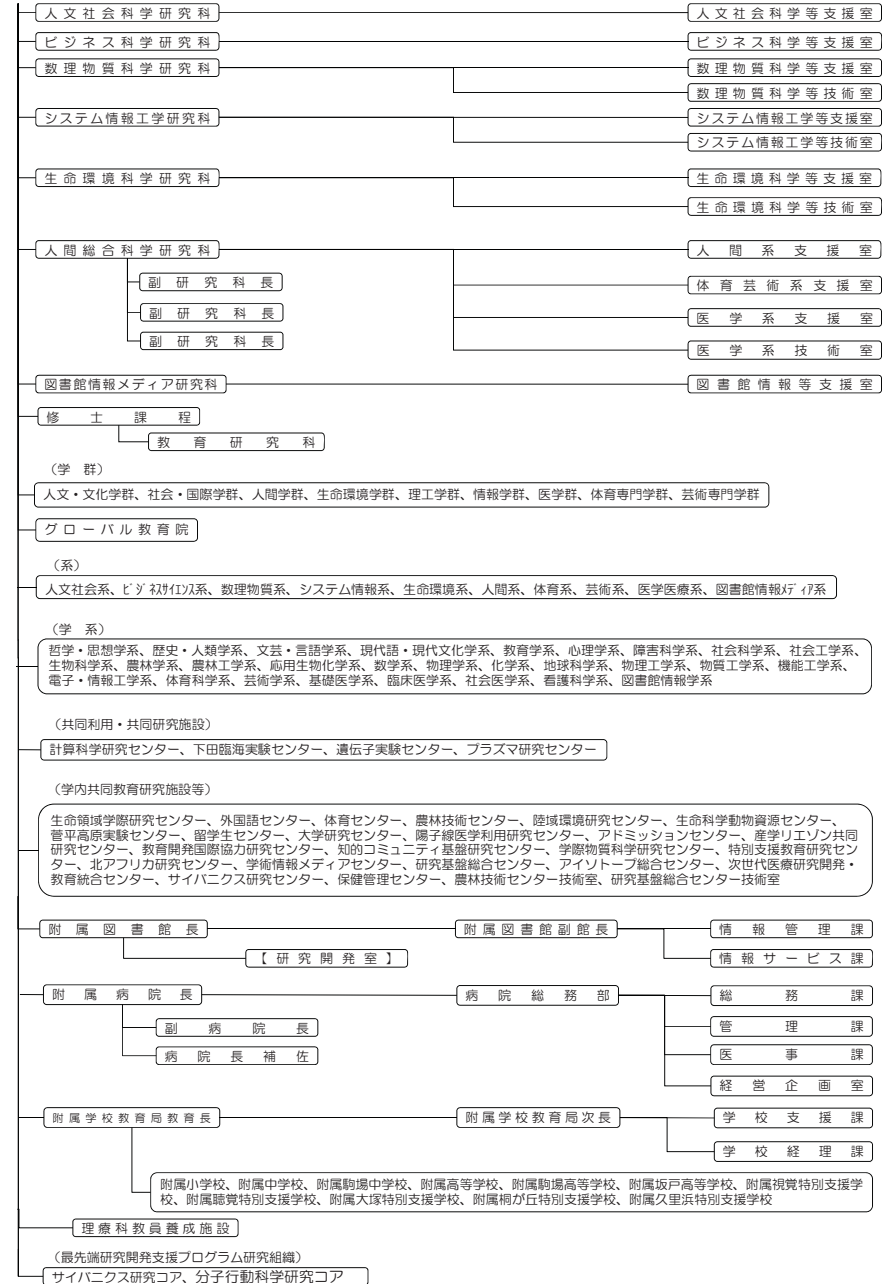 人文社会科学研究科 人文社会科学等支援室
ビジネス科学研究科 ビジネス科学等支援室
数理物質科学研究科 数理物質科学等支援室
数理物質科学等技術室
システム情報工学研究科 システム情報工学等支援室
システム情報工学等技術室
生命環境科学研究科 生命環境科学等支援室
生命環境科学等技術室
人間総合科学研究科 人間系支援室
副研究科長 体育芸術系支援室
副研究科長 医学系支援室
副研究科長 医学系技術室
図書館情報メディア研究科 図書館情報等支援室
修士課程
教育研究科
（学 群）
人文・文化学群、社会・国際学群、人間学群、生命環境学群、理工学群、情報学群、医学群、体育専門学群、芸術専門学群
グローバル教育院
（系）
人文社会系、ﾋﾞｼﾞﾈｽｻｲｴﾝｽ系、数理物質系、システム情報系、生命環境系、人間系、体育系、芸術系、医学医療系、図書館情報ﾒﾃﾞｨｱ系
（学 系）
哲学・思想学系、歴史・人類学系、文芸・言語学系、現代語・現代文化学系、教育学系、心理学系、障害科学系、社会科学系、社会工学系、
生物科学系、農林学系、農林工学系、応用生物化学系、数学系、物理学系、化学系、地球科学系、物理工学系、物質工学系、機能工学系、
電子・情報工学系、体育科学系、芸術学系、基礎医学系、臨床医学系、社会医学系、看護科学系、図書館情報学系
（共同利用・共同研究施設）
計算科学研究センター、下田臨海実験センター、遺伝子実験センター、プラズマ研究センター
（学内共同教育研究施設等）
生命領域学際研究センター、外国語センター、体育センター、農林技術センター、陸域環境研究センター、生命科学動物資源センター、
菅平高原実験センター、留学生センター、大学研究センター、陽子線医学利用研究センター、アドミッションセンター、産学リエゾン共同
研究センター、教育開発国際協力研究センター、知的コミュニティ基盤研究センター、学際物質科学研究センター、特別支援教育研究セン
ター、北アフリカ研究センター、学術情報メディアセンター、研究基盤総合センター、アイソトープ総合センター、次世代医療研究開発・
教育統合センター、サイバニクス研究センター、保健管理センター、農林技術センター技術室、研究基盤総合センター技術室
附属図書館長 附属図書館副館長 情報管理課
【研究開発室】 情報サービス課
附属病院長 病院総務部 総務課
副病院長 管理課
病院長補佐 医事課
経営企画室
附属学校教育局教育長 附属学校教育局次長 学校支援課
学校経理課
附属小学校、附属中学校、附属駒場中学校、附属高等学校、附属駒場高等学校、附属坂戸高等学校、附属視覚特別支援学
校、附属聴覚特別支援学校、附属大塚特別支援学校、附属桐が丘特別支援学校、附属久里浜特別支援学校
理療科教員養成施設
（最先端研究開発支援プログラム研究組織）
サイバニクス研究コア、分子行動科学研究コア